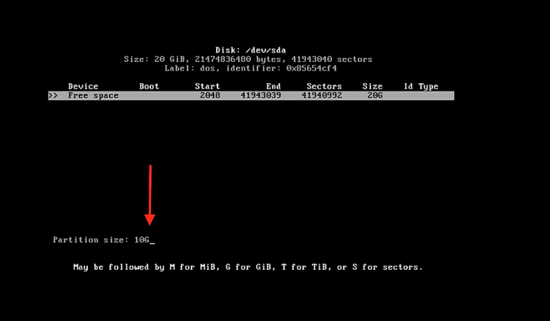 Disk: /dev/sda
Size: 20 GiB, 21474836480 bytes, 41943040 sectors
Label: dos, identifier: 0x85654cf4
Device Boot Start End Sectors Size Id Type
>> Free space 2048 41943039 41940992 20G
Partition size: 10G_
May be followed by M for MiB, G for GiB, T for TiB, or S for sectors.